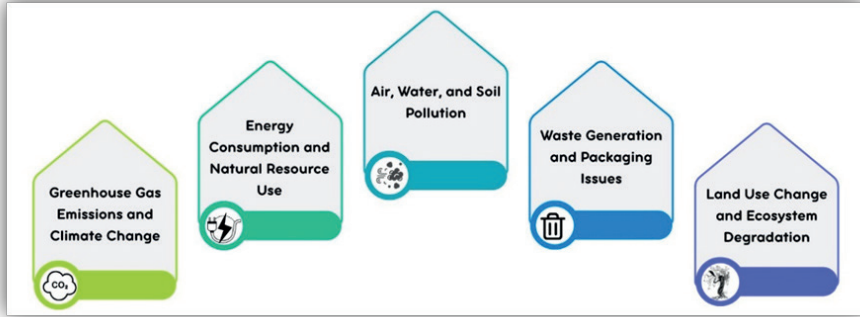 Greenhouse Gas
Emissions and
Climate Change
CO₂
Energy
Consumption and
Natural Resource
Use
Air, Water, and Soil
Pollution
Waste Generation
and Packaging
Issues
Land Use Change
and Ecosystem
Degradation